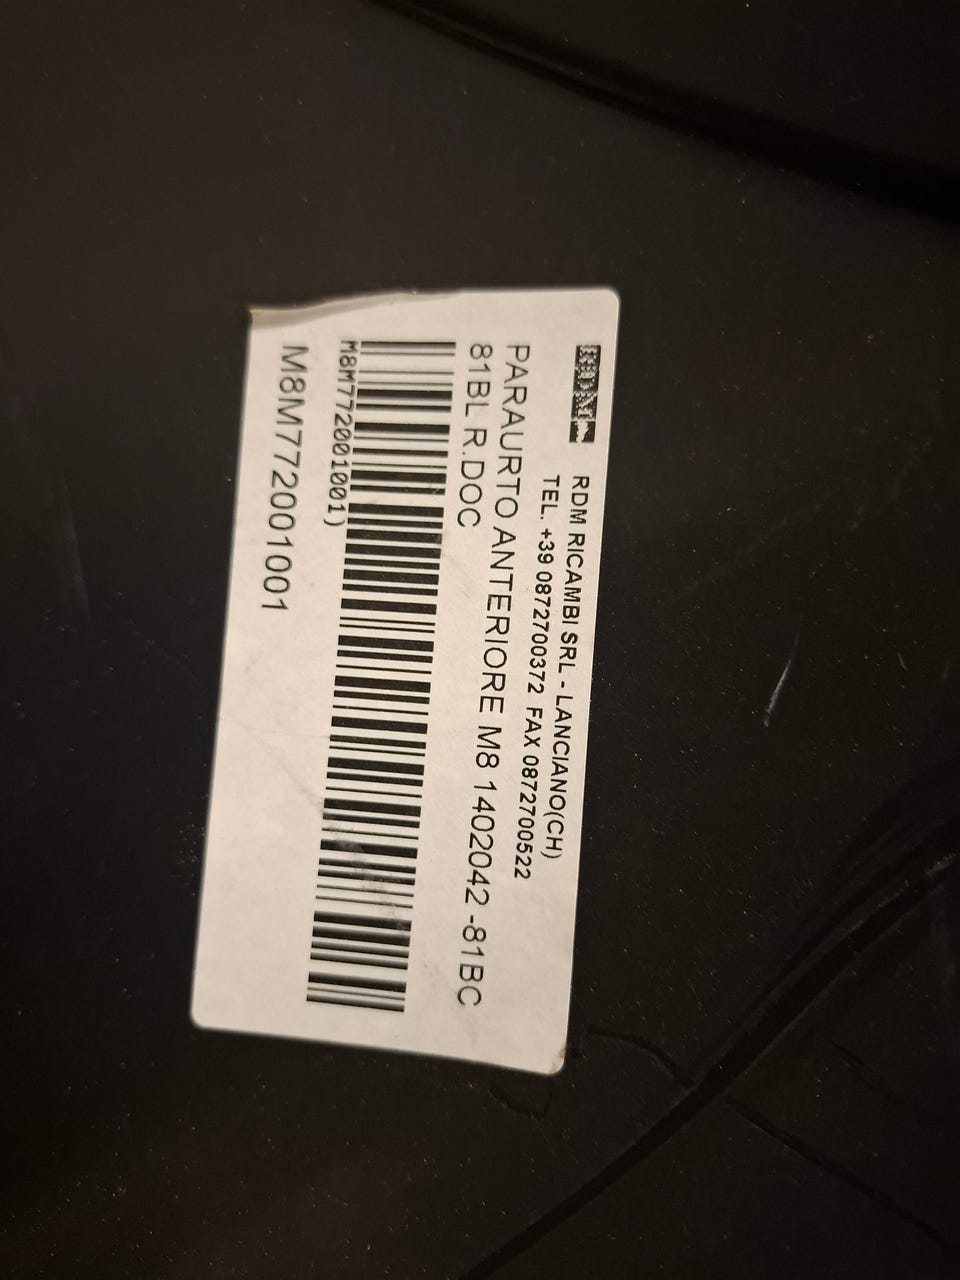 RDM
RDM RICAMBI SRL - LANCIANO(CH)
TEL. +39 0872700372 FAX 0872700522
PARAURTO ANTERIORE M8 1402042 -81BC
81BL R.DOC
M8M772001001)
M8M772001001